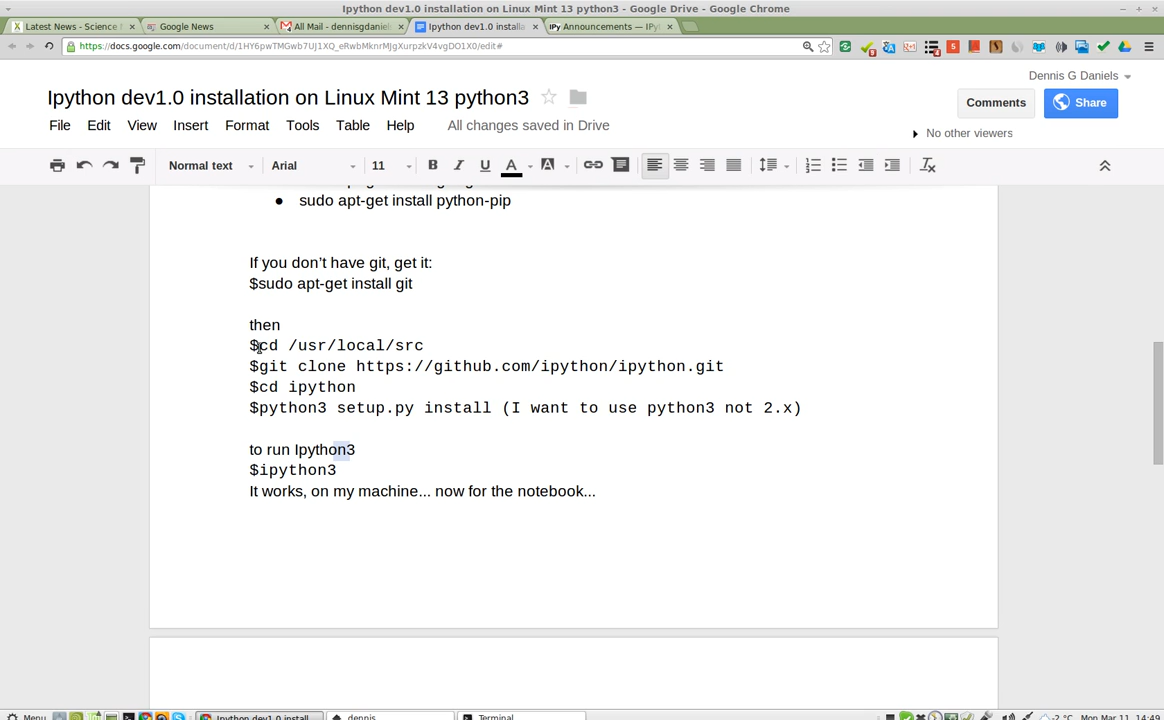 Ipython dev1.0 installation on Linux Mint 13 python3 - Google Drive - Google Chrome
Latest News - Science
Google News
All Mail - dennisgdaniel
Ipython dev1.0 installa
Announcements — IPy
https://docs.google.com/document/d/1HY6pwTMGwb7UJ1XQ_eRwbMknrMJgXurpzkV4vgDO1X0/edit#
Dennis G Daniels
Ipython dev1.0 installation on Linux Mint 13 python3
Comments
Share
File Edit View Insert Format Tools Table Help All changes saved in Drive
No other viewers
Normal text Arial 11 B I U A A
● sudo apt-get install python-pip
If you don’t have git, get it:
$sudo apt-get install git
then
$cd /usr/local/src
$git clone https://github.com/ipython/ipython.git
$cd ipython
$python3 setup.py install (I want to use python3 not 2.x)
to run Ipython3
$ipython3
It works, on my machine... now for the notebook...
Menu
Ipython dev1.0 install
dennis
Terminal
-2 °C Mon Mar 11, 14:49